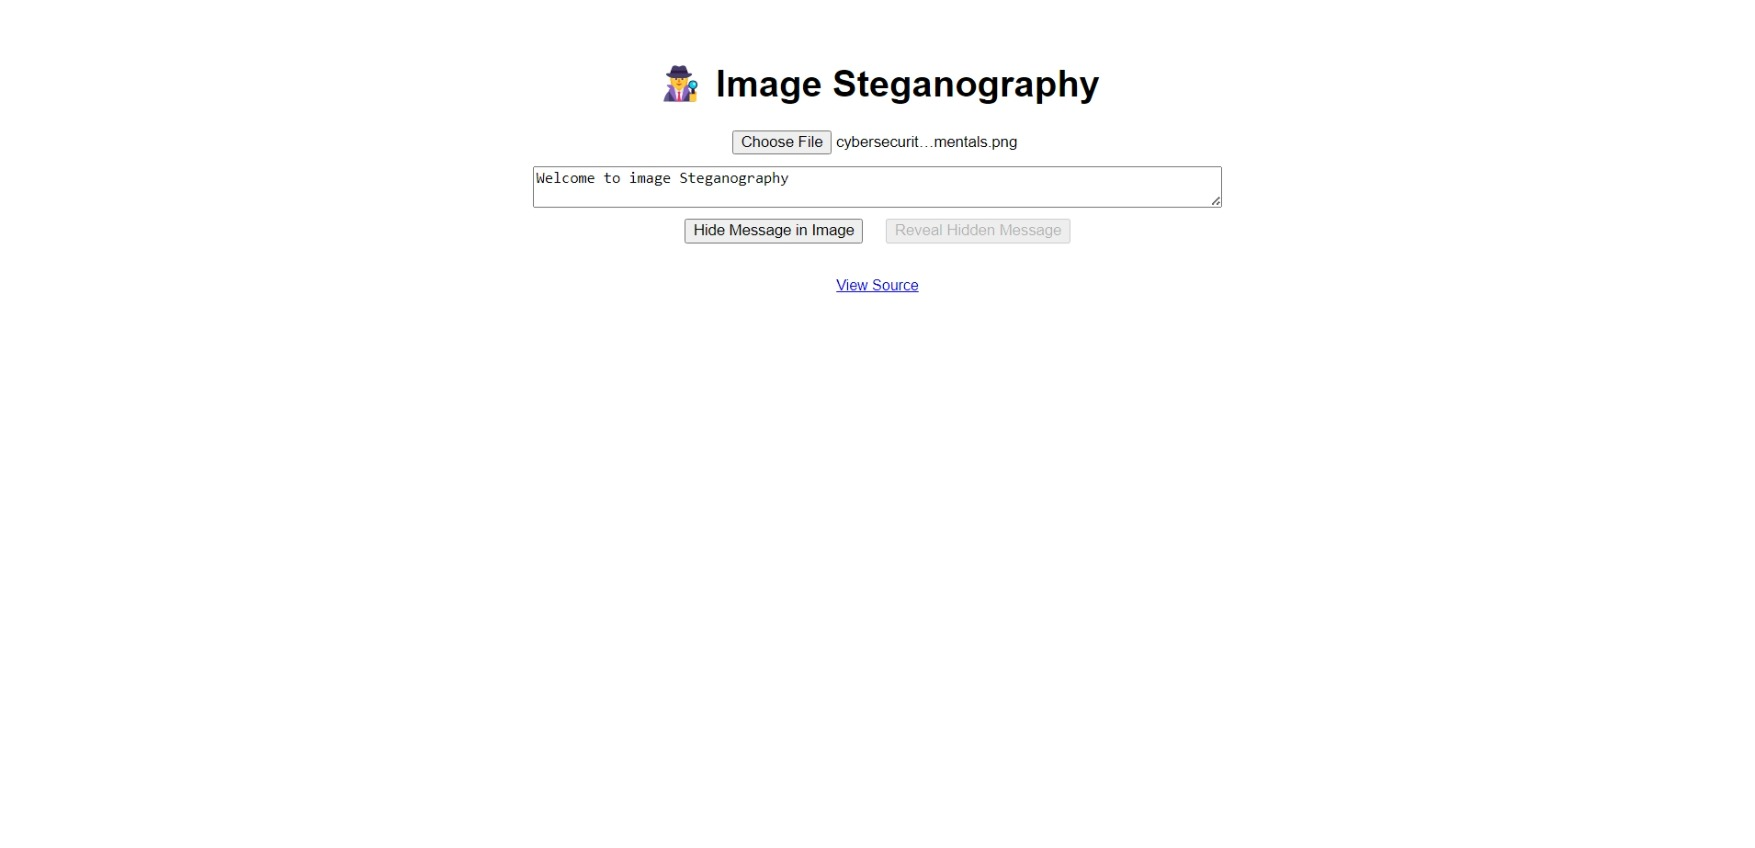 Image Steganography
Choose File cybersecurit…mentals.png
Welcome to image Steganography
Hide Message in Image Reveal Hidden Message
View Source